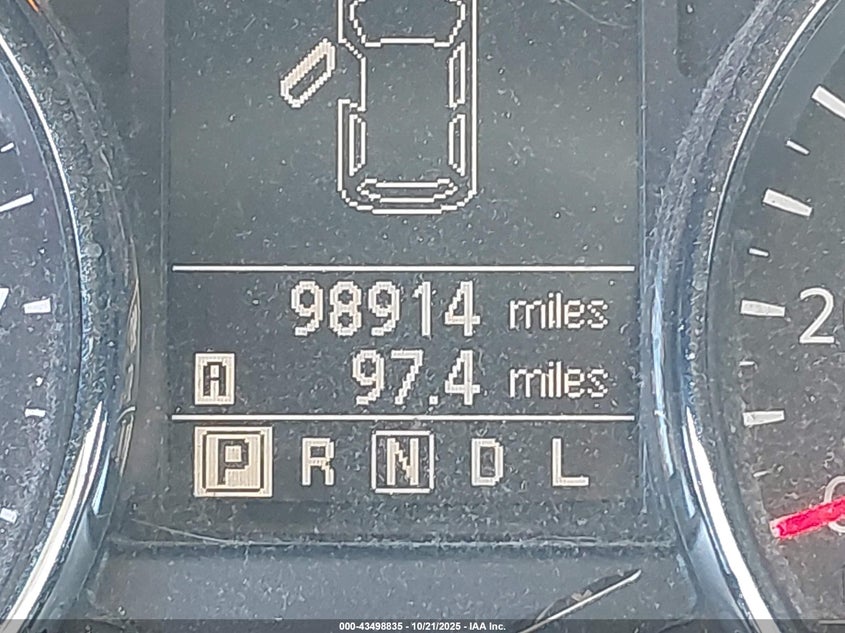 98914 miles
A 97.4 miles
P R N D L
000-43498835 - 10/21/2025 - IAA Inc.